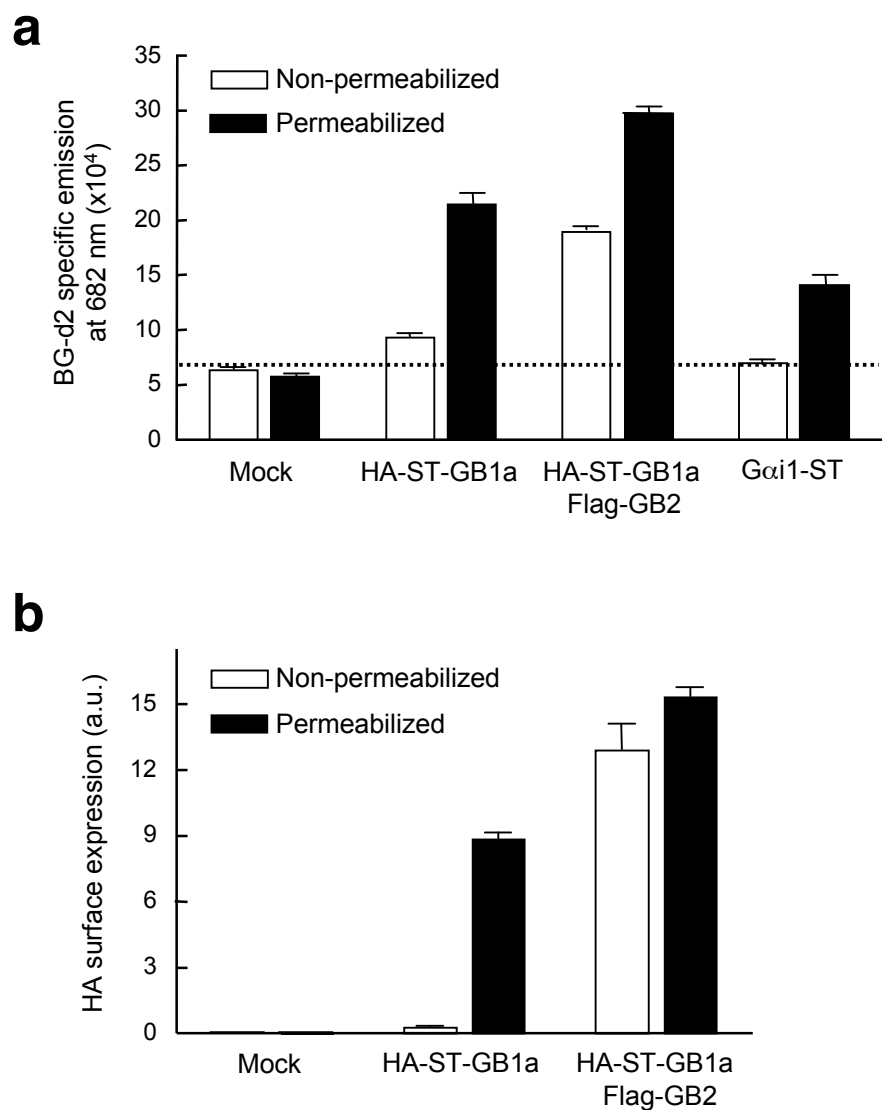 a
BG-d2 specific emission
at 682 nm (x10⁴)
35
30
25
20
15
10
5
0
Non-permeabilized
Permeabilized
Mock
HA-ST-GB1a
HA-ST-GB1a
Flag-GB2
Gαi1-ST
b
HA surface expression (a.u.)
15
12
9
6
3
0
Non-permeabilized
Permeabilized
Mock
HA-ST-GB1a
HA-ST-GB1a
Flag-GB2